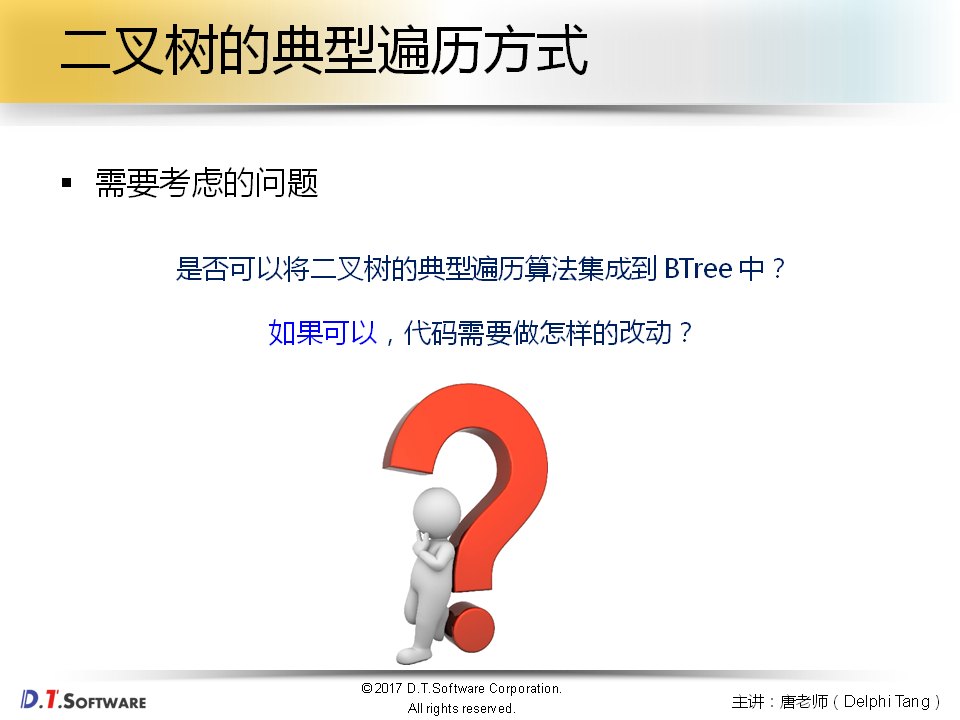 二叉树的典型遍历方式
▪ 需要考虑的问题
是否可以将二叉树的典型遍历算法集成到 BTree 中？
如果可以，代码需要做怎样的改动？
D.T.SOFTWARE
©2017 D.T.Software Corporation.
All rights reserved.
主讲：唐老师（Delphi Tang）